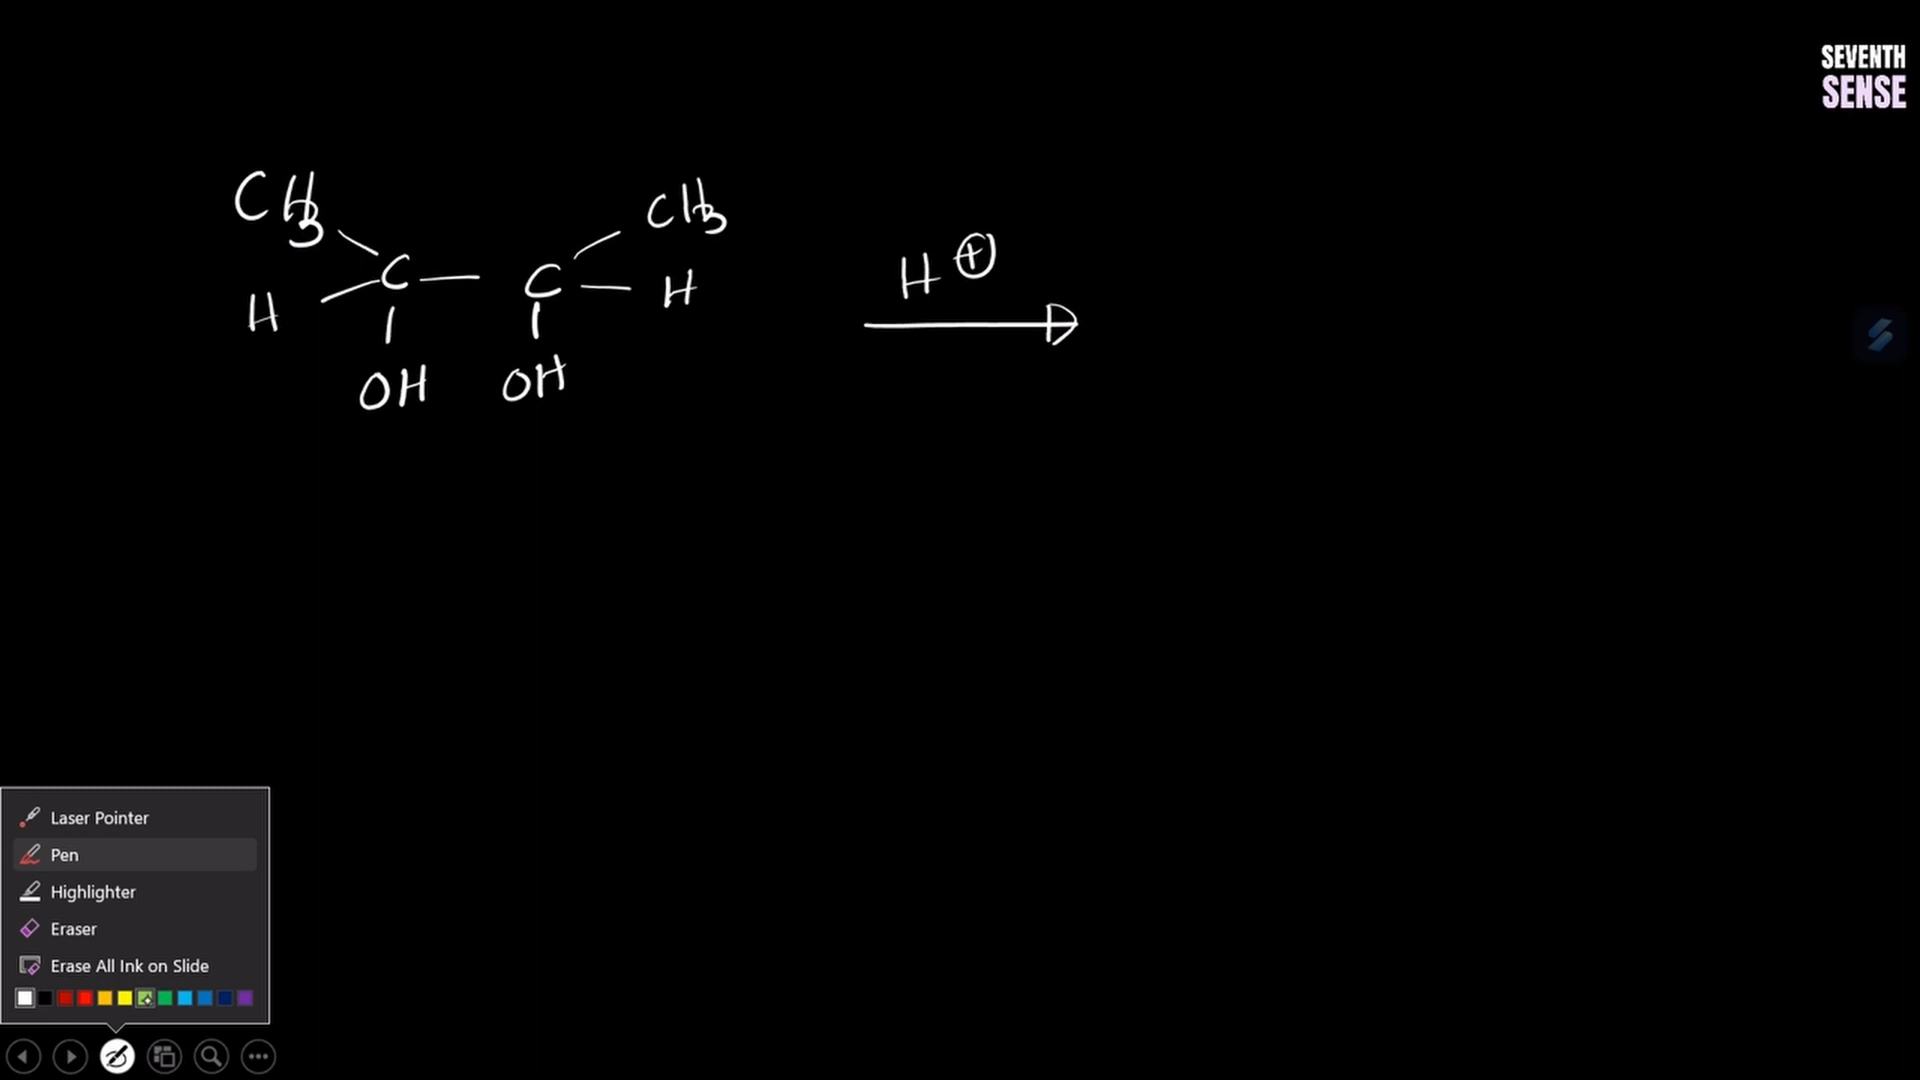 SEVENTH
SENSE
CH3 CH3
C — C — H
H
OH OH
H ⊕
Laser Pointer
Pen
Highlighter
Eraser
Erase All Ink on Slide